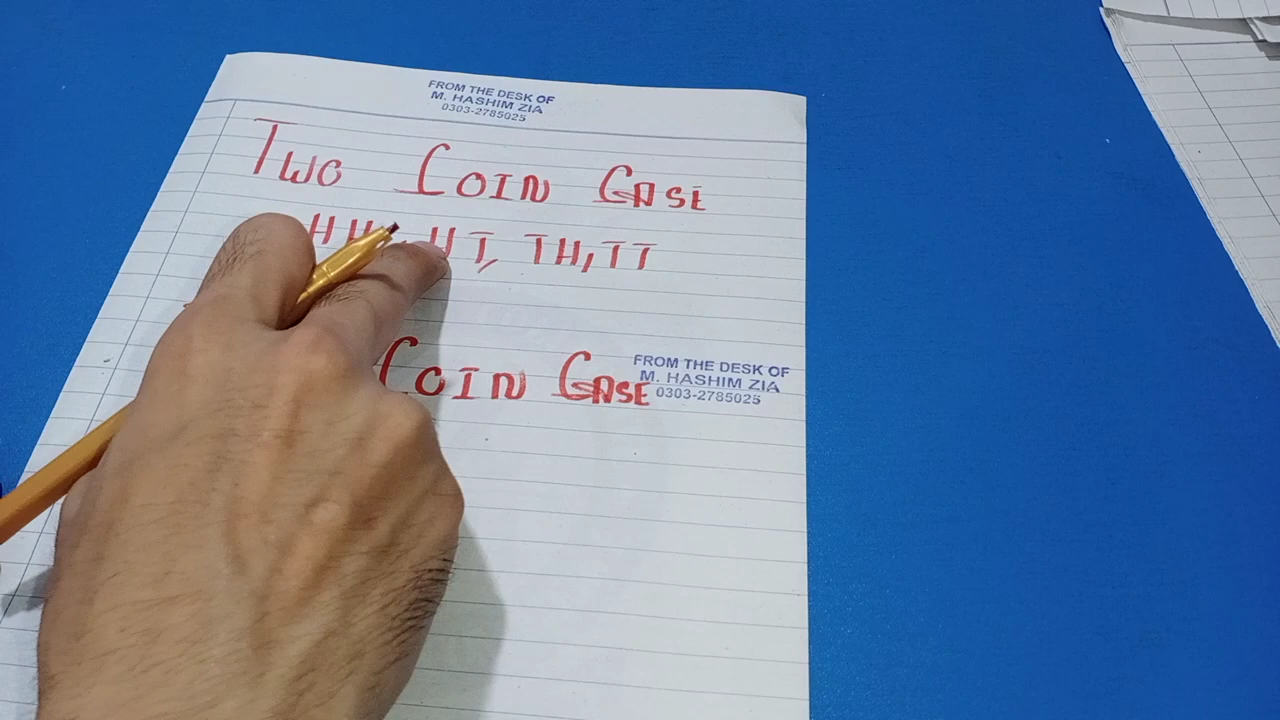 FROM THE DESK OF
M. HASHIM ZIA
0303-2785025
TWO COIN CASE
HH, HT, TH, TT
COIN CASE
FROM THE DESK OF
M. HASHIM ZIA
0303-2785025